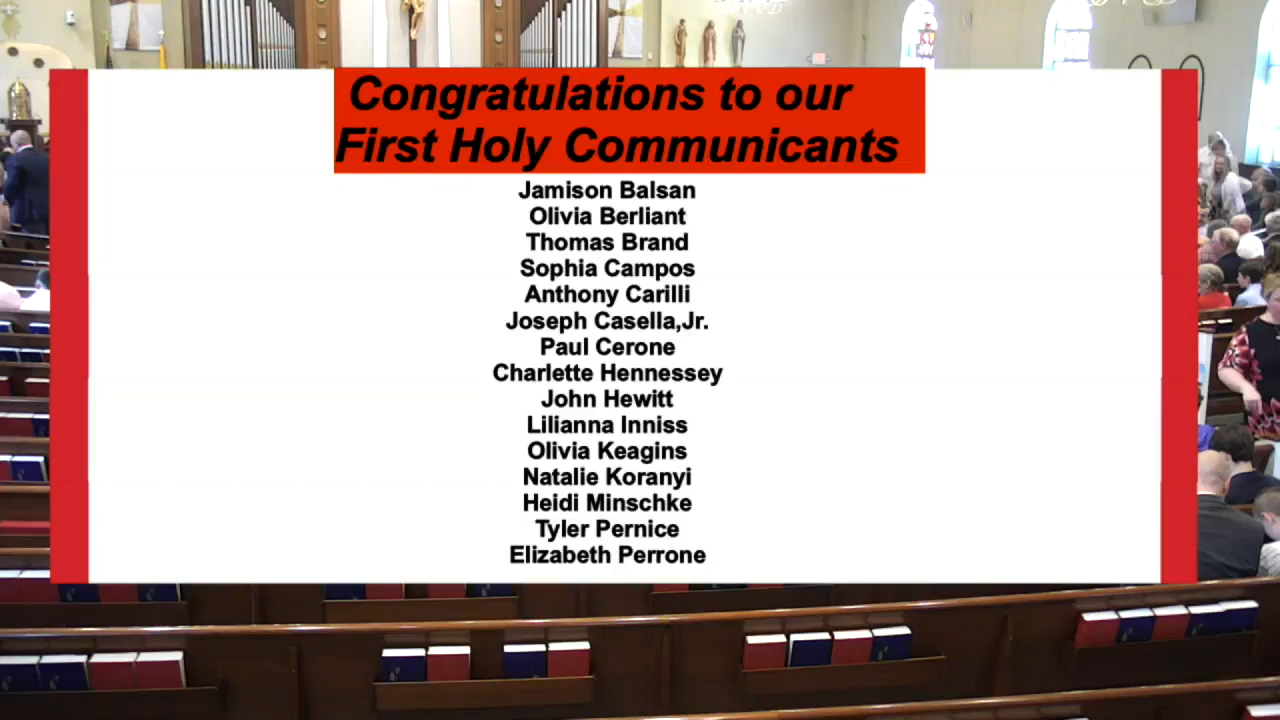 Congratulations to our
First Holy Communicants
Jamison Balsan
Olivia Berliant
Thomas Brand
Sophia Campos
Anthony Carilli
Joseph Casella,Jr.
Paul Cerone
Charlette Hennessey
John Hewitt
Lilianna Inniss
Olivia Keagins
Natalie Koranyi
Heidi Minschke
Tyler Pernice
Elizabeth Perrone